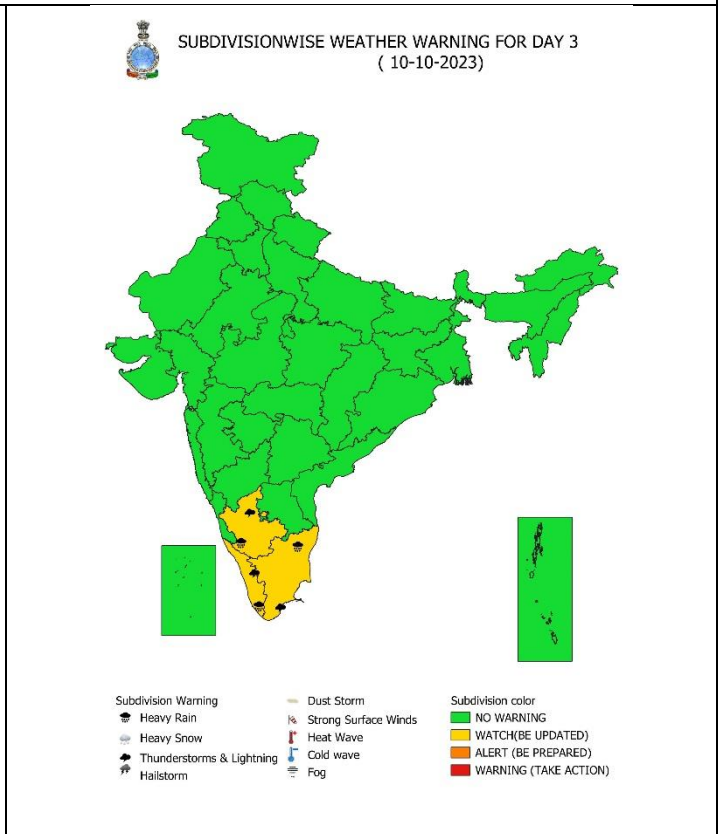 SUBDIVISIONWISE WEATHER WARNING FOR DAY 3
( 10-10-2023)
Subdivision Warning
Heavy Rain
Heavy Snow
Thunderstorms & Lightning
Hailstorm
Dust Storm
Strong Surface Winds
Heat Wave
Cold wave
Fog
Subdivision color
NO WARNING
WATCH(BE UPDATED)
ALERT (BE PREPARED)
WARNING (TAKE ACTION)